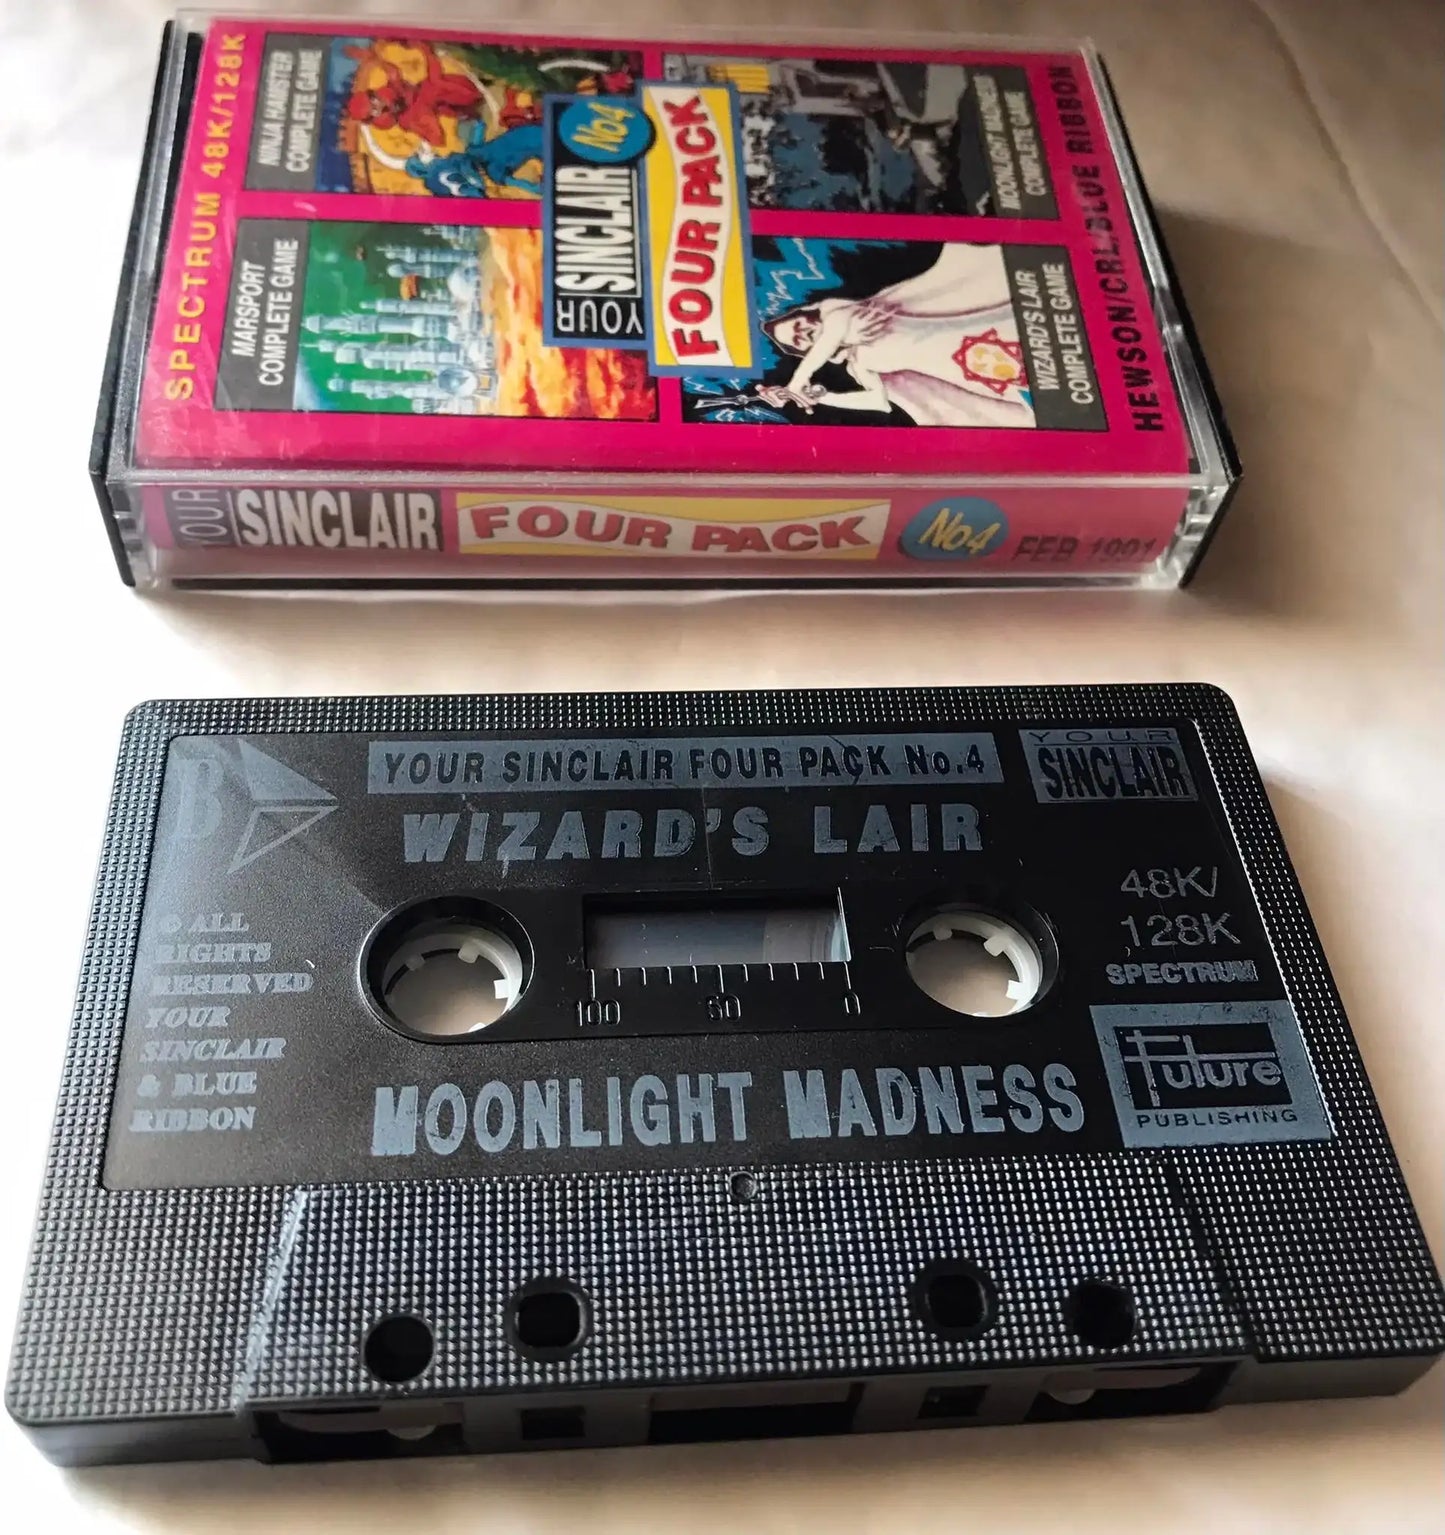 SPECTRUM 48K/128K
NINJA HAMSTER
COMPLETE GAME
MARSPORT
COMPLETE GAME
YOUR
SINCLAIR
No4
FOUR PACK
MOONLIGHT MADNESS
COMPLETE GAME
WIZARD'S LAIR
COMPLETE GAME
HEWSON/CRL/BLUE RIBBON
YOUR
SINCLAIR
FOUR PACK
No4
FEB 1991
B
YOUR SINCLAIR FOUR PACK No.4
YOUR
SINCLAIR
WIZARD'S LAIR
48K/
128K
SPECTRUM
© ALL
RIGHTS
RESERVED
YOUR
SINCLAIR
& BLUE
RIBBON
100 50 0
MOONLIGHT MADNESS
Future
PUBLISHING